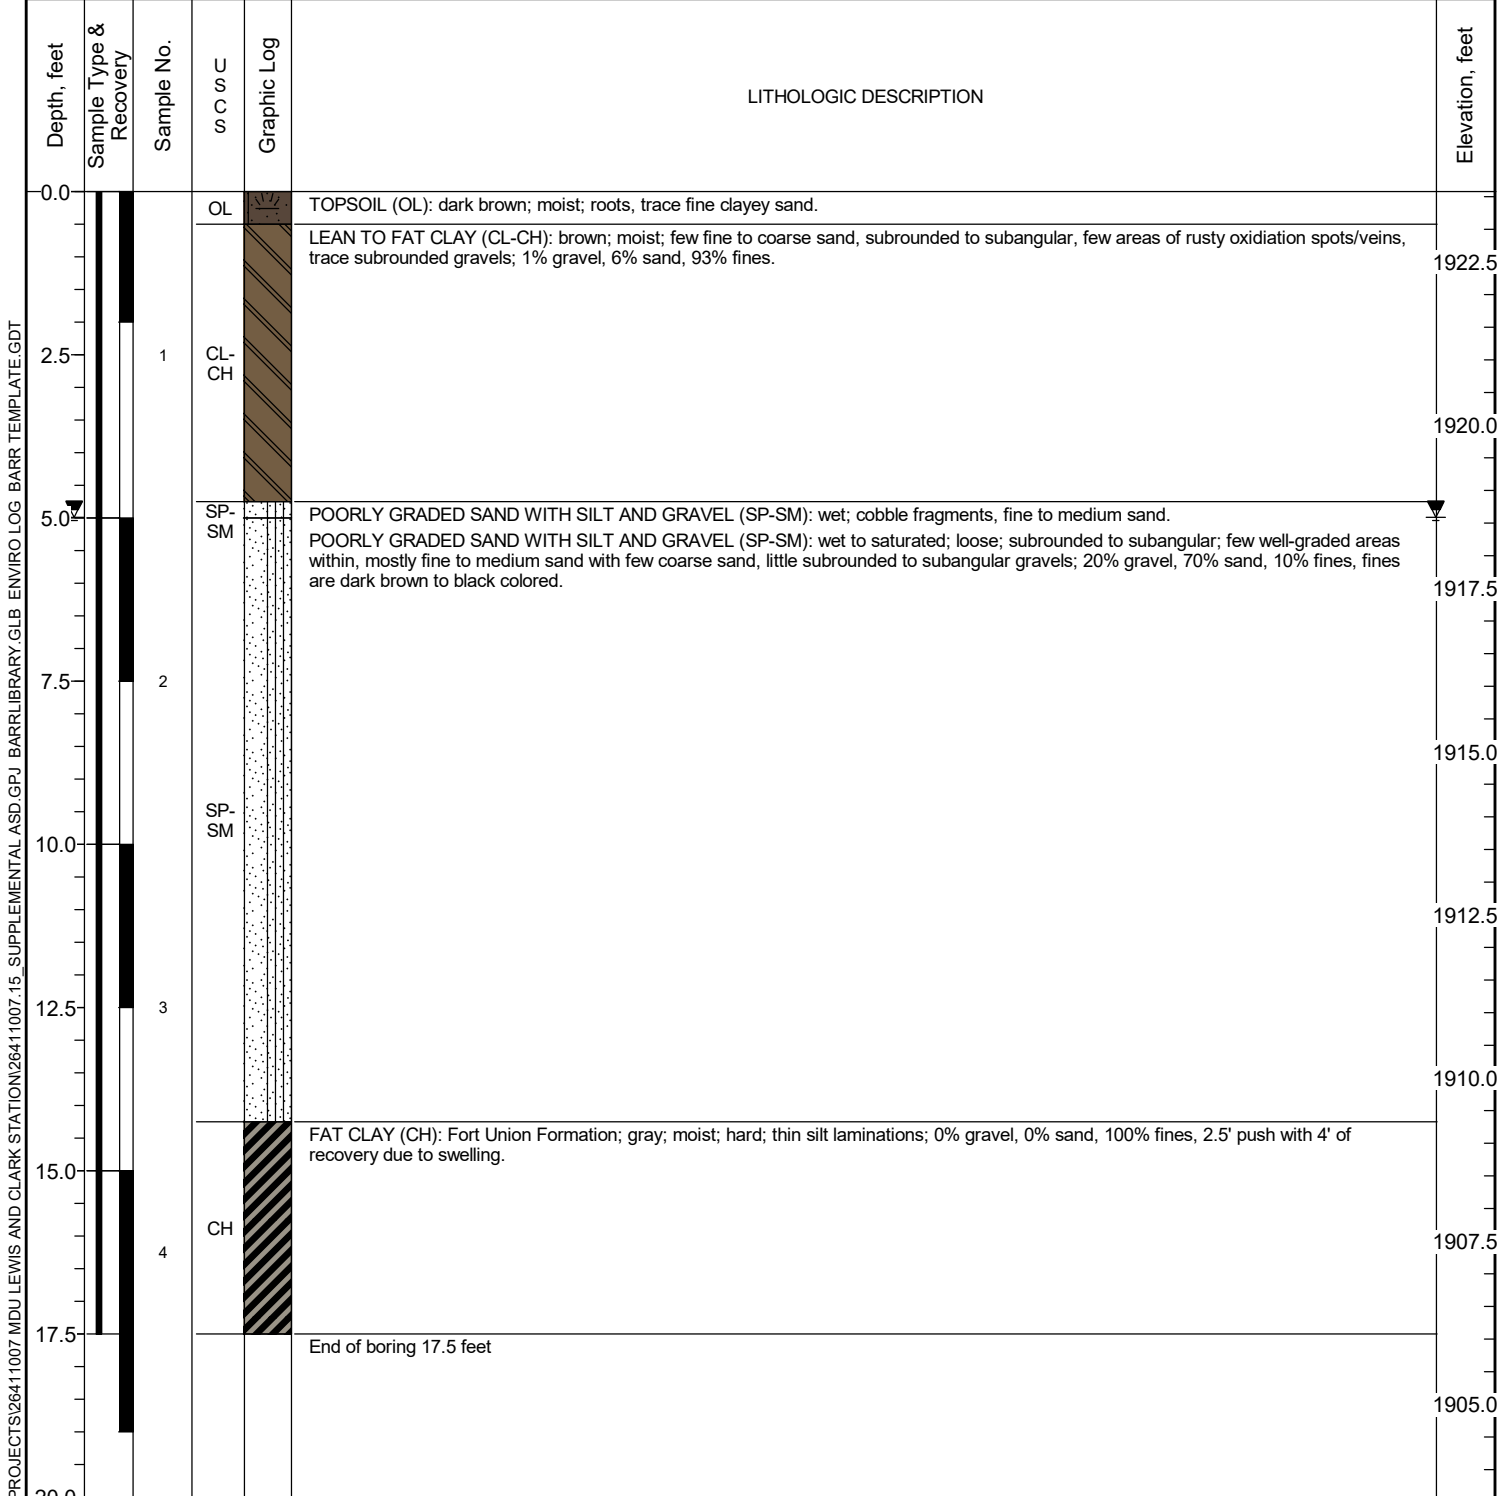 Depth, feet
Sample Type &
Recovery
Sample No.
U
S
C
S
Graphic Log
LITHOLOGIC DESCRIPTION
Elevation, feet
0.0
OL
TOPSOIL (OL): dark brown; moist; roots, trace fine clayey sand.
LEAN TO FAT CLAY (CL-CH): brown; moist; few fine to coarse sand, subrounded to subangular, few areas of rusty oxidiation spots/veins,
trace subrounded gravels; 1% gravel, 6% sand, 93% fines.
1922.5
2.5
1
CL-
CH
1920.0
5.0
SP-
SM
POORLY GRADED SAND WITH SILT AND GRAVEL (SP-SM): wet; cobble fragments, fine to medium sand.
POORLY GRADED SAND WITH SILT AND GRAVEL (SP-SM): wet to saturated; loose; subrounded to subangular; few well-graded areas
within, mostly fine to medium sand with few coarse sand, little subrounded to subangular gravels; 20% gravel, 70% sand, 10% fines, fines
are dark brown to black colored.
1917.5
7.5
2
1915.0
SP-
SM
10.0
1912.5
12.5
3
1910.0
FAT CLAY (CH): Fort Union Formation; gray; moist; hard; thin silt laminations; 0% gravel, 0% sand, 100% fines, 2.5' push with 4' of
recovery due to swelling.
15.0
CH
4
1907.5
17.5
End of boring 17.5 feet
1905.0
20.0
PROJECTS\26411007 MDU LEWIS AND CLARK STATION\26411007.15_SUPPLEMENTAL ASD.GPJ BARRLIBRARY.GLB ENVIRO LOG BARR TEMPLATE.GDT